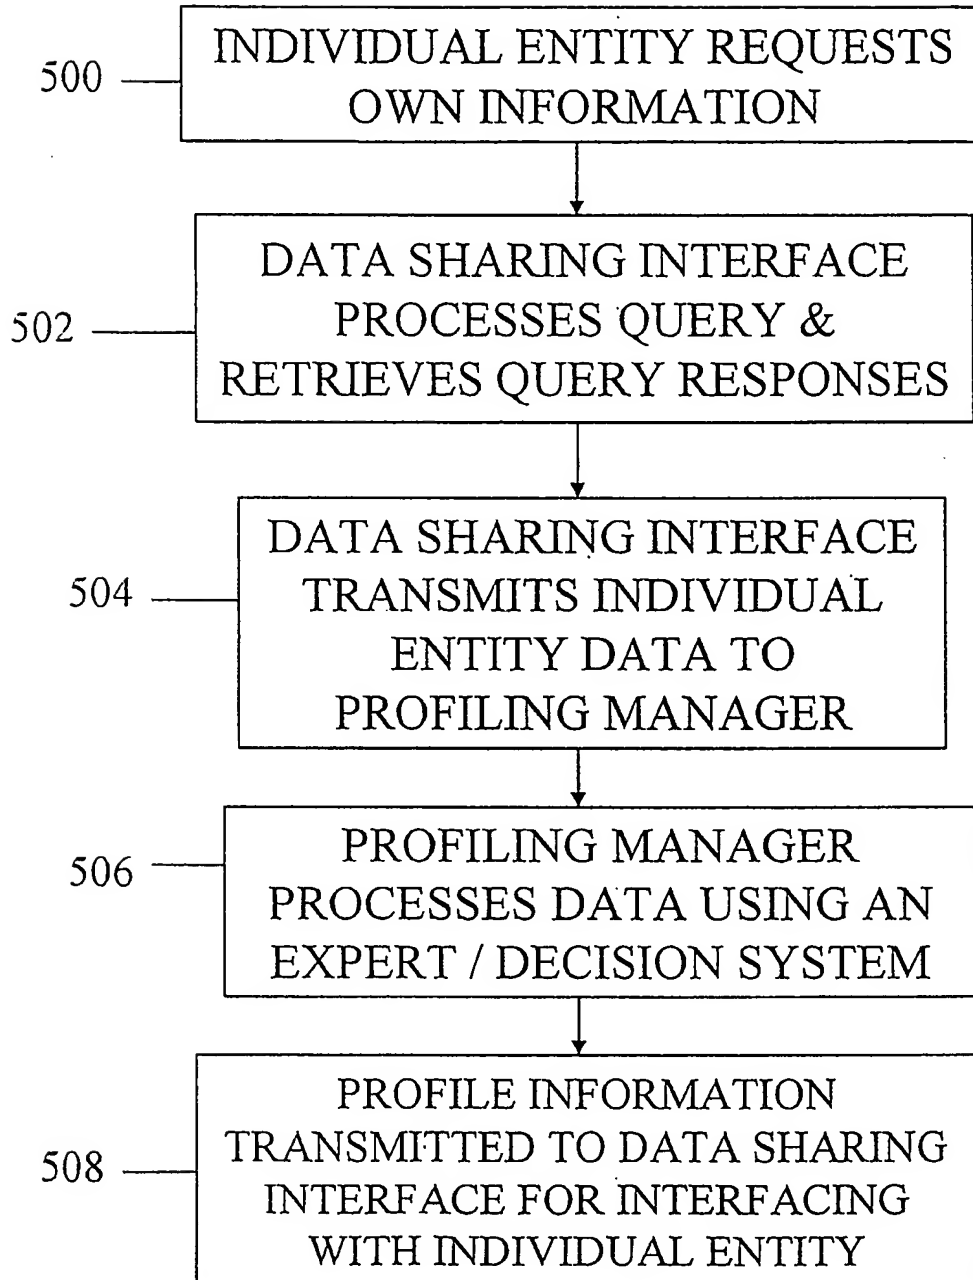 500
INDIVIDUAL ENTITY REQUESTS
OWN INFORMATION
502
DATA SHARING INTERFACE
PROCESSES QUERY &
RETRIEVES QUERY RESPONSES
504
DATA SHARING INTERFACE
TRANSMITS INDIVIDUAL
ENTITY DATA TO
PROFILING MANAGER
506
PROFILING MANAGER
PROCESSES DATA USING AN
EXPERT / DECISION SYSTEM
508
PROFILE INFORMATION
TRANSMITTED TO DATA SHARING
INTERFACE FOR INTERFACING
WITH INDIVIDUAL ENTITY